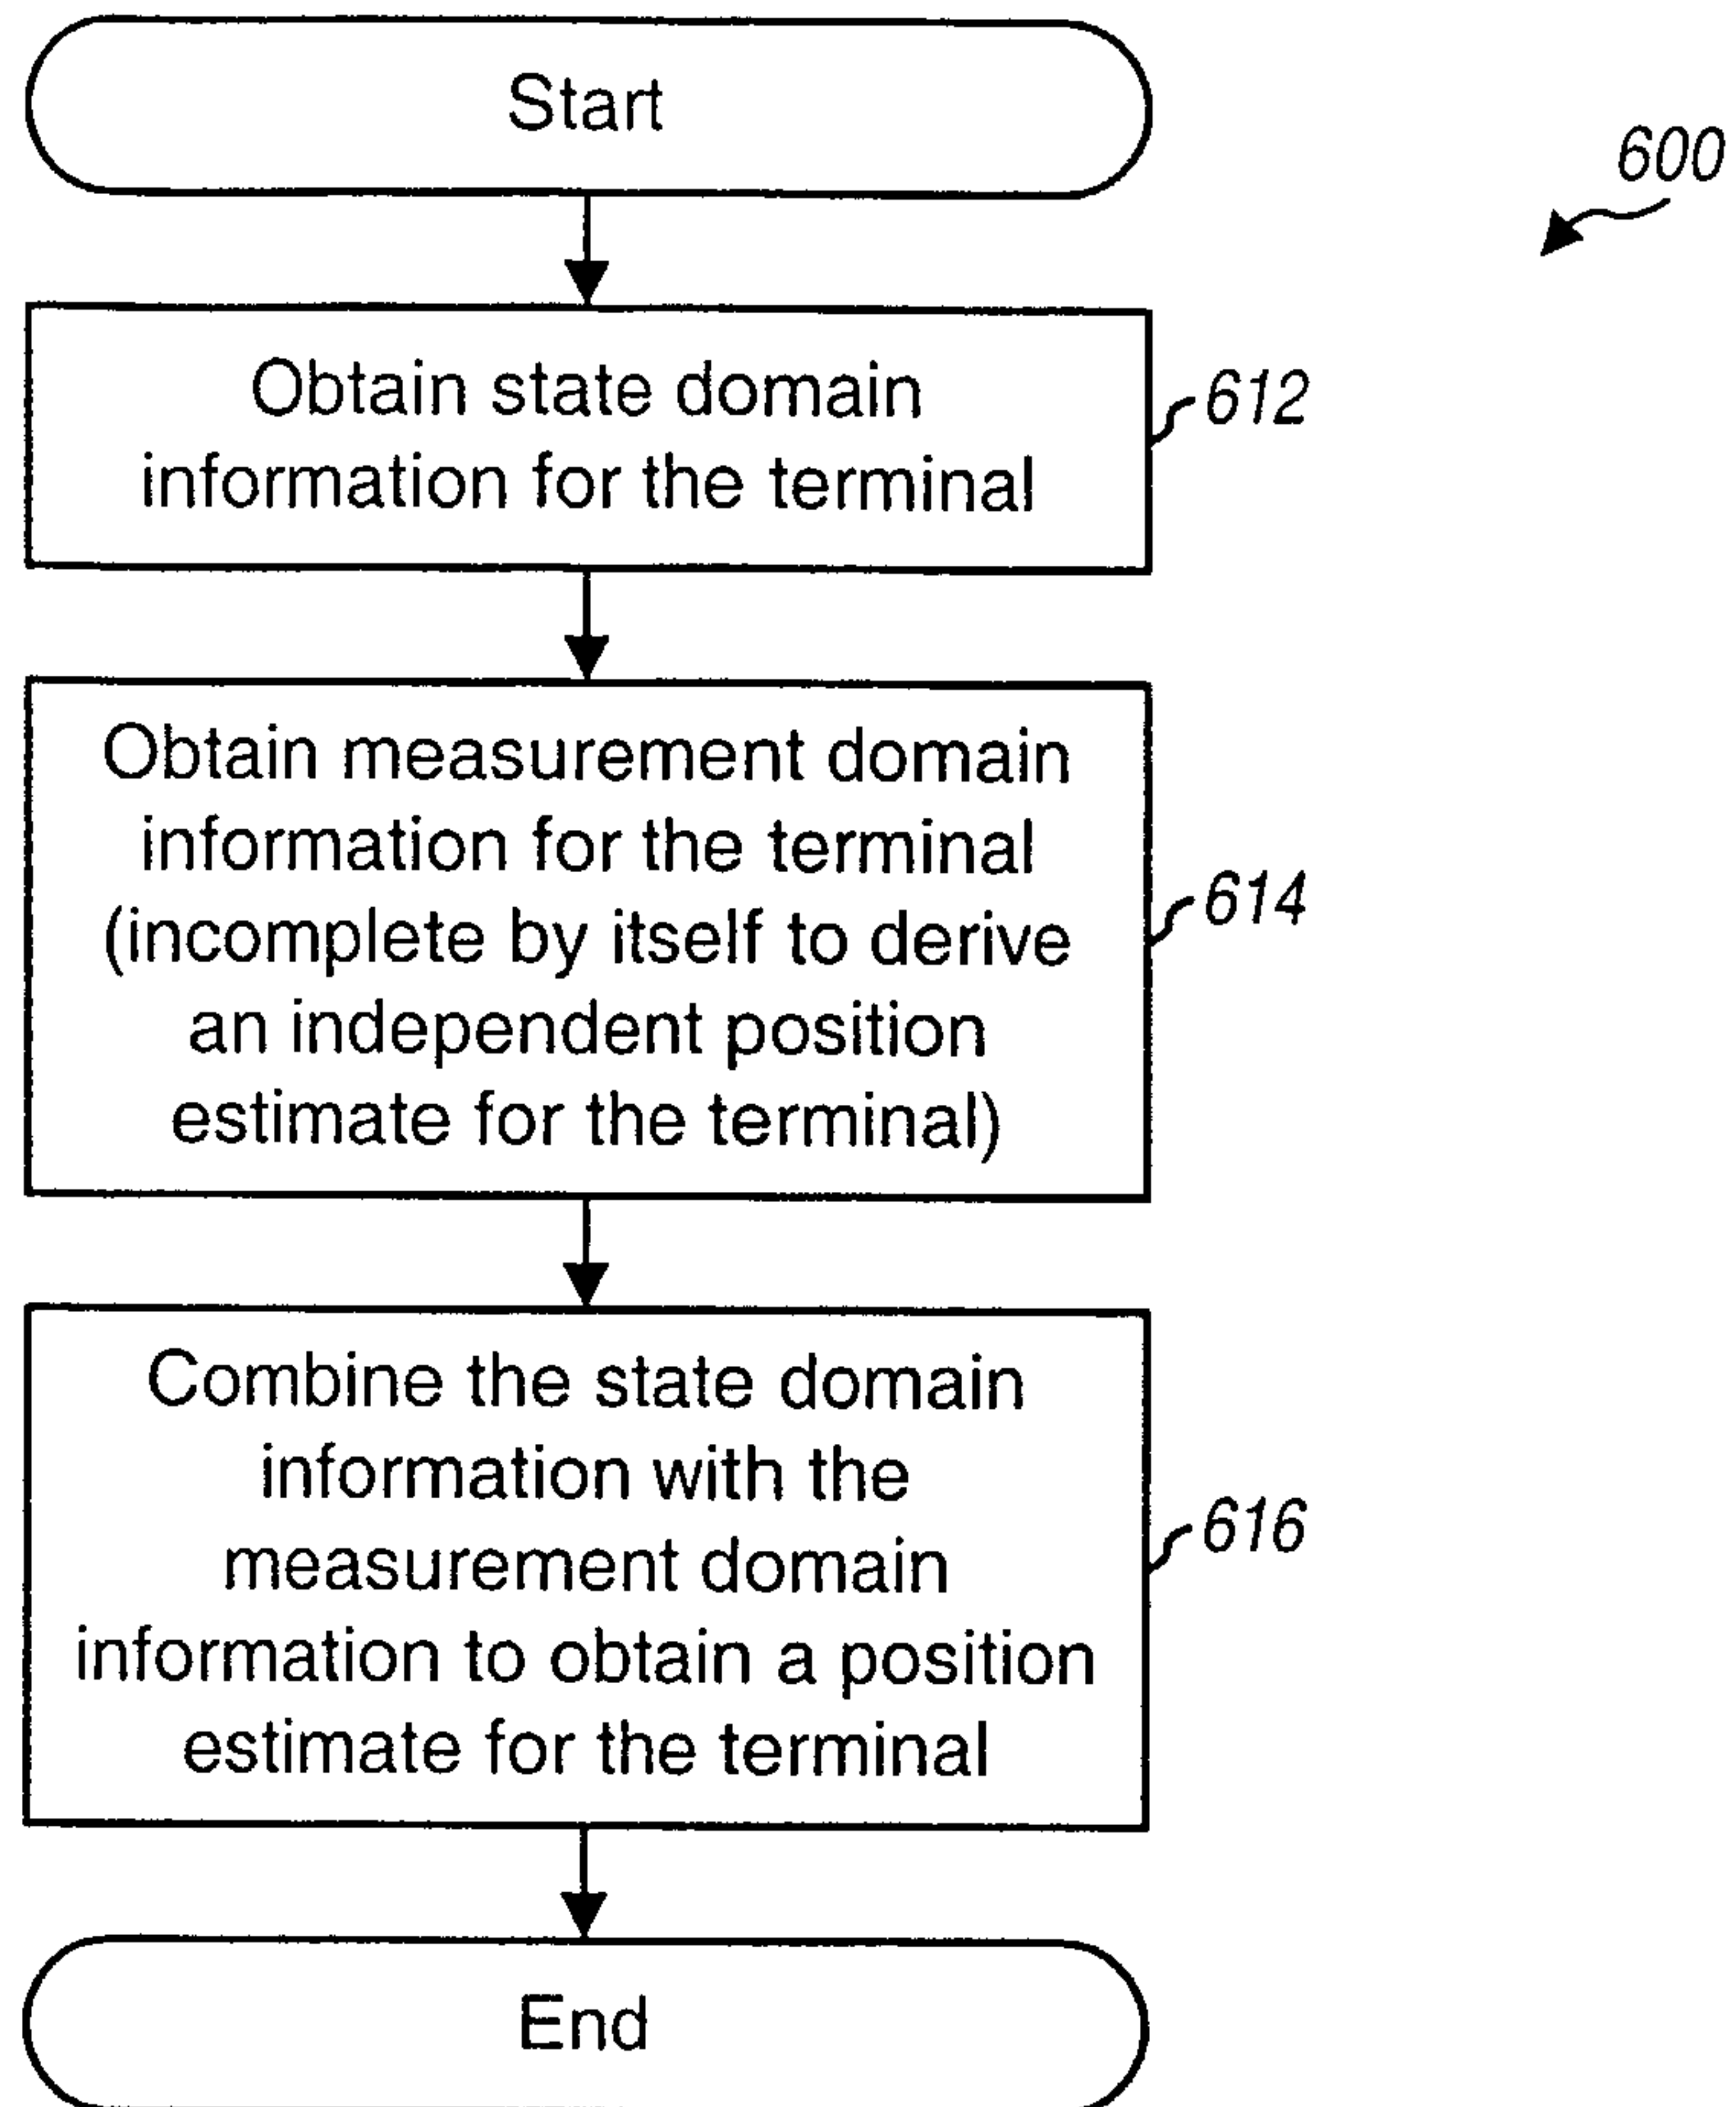 Start
600
Obtain state domain
information for the terminal
612
Obtain measurement domain
information for the terminal
(incomplete by itself to derive
an independent position
estimate for the terminal)
614
Combine the state domain
information with the
measurement domain
information to obtain a position
estimate for the terminal
616
End